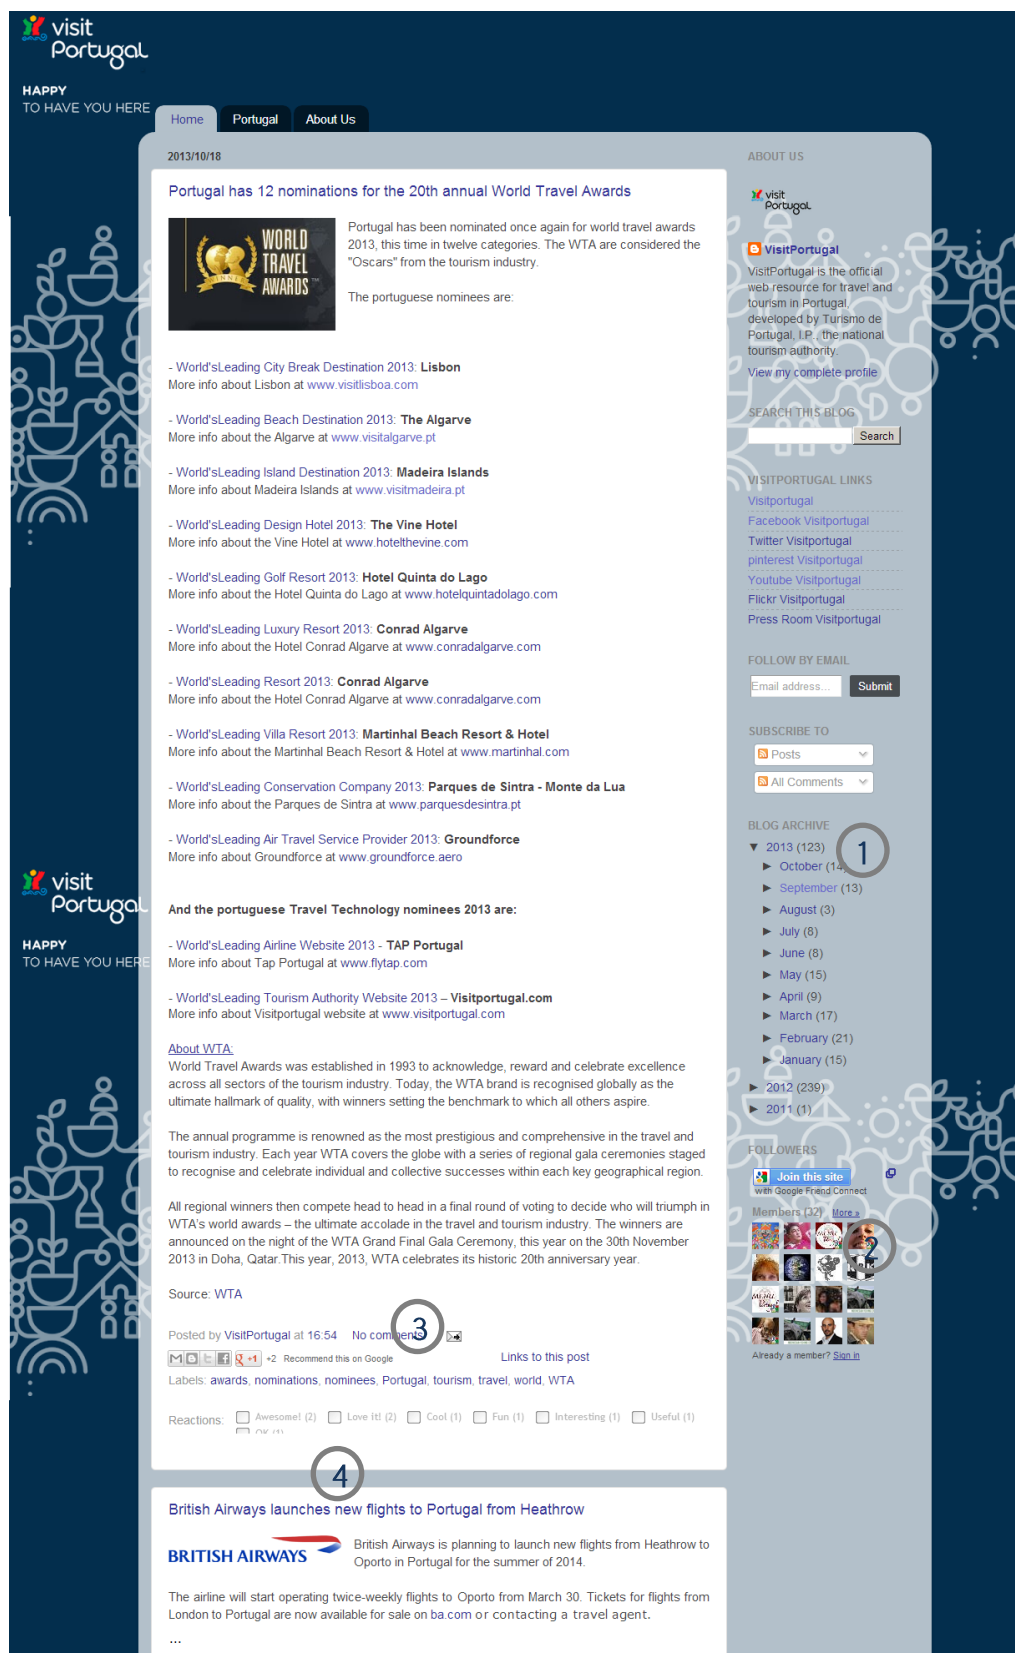 visit
Portugal
HAPPY
TO HAVE YOU HERE
Home
Portugal
About Us
2013/10/18
Portugal has 12 nominations for the 20th annual World Travel Awards
WORLD
TRAVEL
AWARDS
WINNER
Portugal has been nominated once again for world travel awards
2013, this time in twelve categories. The WTA are considered the
"Oscars" from the tourism industry.
The portuguese nominees are:
- World'sLeading City Break Destination 2013: Lisbon
More info about Lisbon at www.visitlisboa.com
- World'sLeading Beach Destination 2013: The Algarve
More info about the Algarve at www.visitalgarve.pt
- World'sLeading Island Destination 2013: Madeira Islands
More info about Madeira Islands at www.visitmadeira.pt
- World'sLeading Design Hotel 2013: The Vine Hotel
More info about the Vine Hotel at www.hotelthevine.com
- World'sLeading Golf Resort 2013: Hotel Quinta do Lago
More info about the Hotel Quinta do Lago at www.hotelquintadolago.com
- World'sLeading Luxury Resort 2013: Conrad Algarve
More info about the Hotel Conrad Algarve at www.conradalgarve.com
- World'sLeading Resort 2013: Conrad Algarve
More info about the Hotel Conrad Algarve at www.conradalgarve.com
- World'sLeading Villa Resort 2013: Martinhal Beach Resort & Hotel
More info about the Martinhal Beach Resort & Hotel at www.martinhal.com
- World'sLeading Conservation Company 2013: Parques de Sintra - Monte da Lua
More info about the Parques de Sintra at www.parquesdesintra.pt
- World'sLeading Air Travel Service Provider 2013: Groundforce
More info about Groundforce at www.groundforce.aero
visit
Portugal
HAPPY
TO HAVE YOU HERE
And the portuguese Travel Technology nominees 2013 are:
- World'sLeading Airline Website 2013 - TAP Portugal
More info about Tap Portugal at www.flytap.com
- World'sLeading Tourism Authority Website 2013 – Visitportugal.com
More info about Visitportugal website at www.visitportugal.com
About WTA:
World Travel Awards was established in 1993 to acknowledge, reward and celebrate excellence
across all sectors of the tourism industry. Today, the WTA brand is recognised globally as the
ultimate hallmark of quality, with winners setting the benchmark to which all others aspire.
The annual programme is renowned as the most prestigious and comprehensive in the travel and
tourism industry. Each year WTA covers the globe with a series of regional gala ceremonies staged
to recognise and celebrate individual and collective successes within each key geographical region.
All regional winners then compete head to head in a final round of voting to decide who will triumph in
WTA's world awards – the ultimate accolade in the travel and tourism industry. The winners are
announced on the night of the WTA Grand Final Gala Ceremony, this year on the 30th November
2013 in Doha, Qatar.This year, 2013, WTA celebrates its historic 20th anniversary year.
Source: WTA
Posted by VisitPortugal at 16:54 No comments:
3
+1 +2 Recommend this on Google
Links to this post
Labels: awards, nominations, nominees, Portugal, tourism, travel, world, WTA
Reactions: Awesome! (2) Love it! (2) Cool (1) Fun (1) Interesting (1) Useful (1)
OK (1)
4
British Airways launches new flights to Portugal from Heathrow
BRITISH AIRWAYS
British Airways is planning to launch new flights from Heathrow to
Oporto in Portugal for the summer of 2014.
The airline will start operating twice-weekly flights to Oporto from March 30. Tickets for flights from
London to Portugal are now available for sale on ba.com or contacting a travel agent.
...
ABOUT US
visit
Portugal
VisitPortugal
VisitPortugal is the official
web resource for travel and
tourism in Portugal,
developed by Turismo de
Portugal, I.P., the national
tourism authority.
View my complete profile
SEARCH THIS BLOG
Search
VISITPORTUGAL LINKS
Visitportugal
Facebook Visitportugal
Twitter Visitportugal
pinterest Visitportugal
Youtube Visitportugal
Flickr Visitportugal
Press Room Visitportugal
FOLLOW BY EMAIL
Email address...
Submit
SUBSCRIBE TO
Posts
All Comments
BLOG ARCHIVE
1
▼ 2013 (123)
► October (14)
► September (13)
► August (3)
► July (8)
► June (8)
► May (15)
► April (9)
► March (17)
► February (21)
► January (15)
► 2012 (239)
► 2011 (1)
FOLLOWERS
Join this site
with Google Friend Connect
Members (32) More »
2
Already a member? Sign in